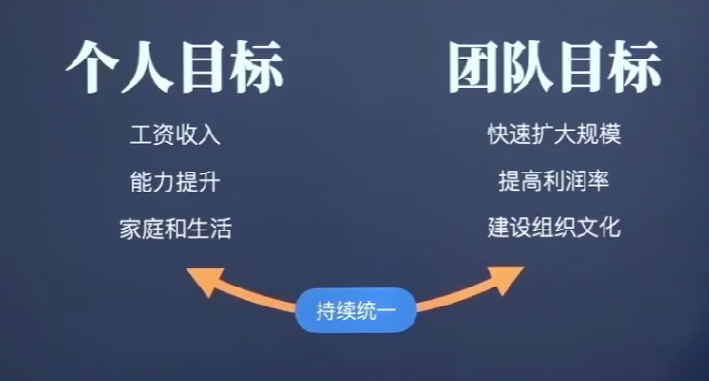 个人目标
工资收入
能力提升
家庭和生活
团队目标
快速扩大规模
提高利润率
建设组织文化
持续统一